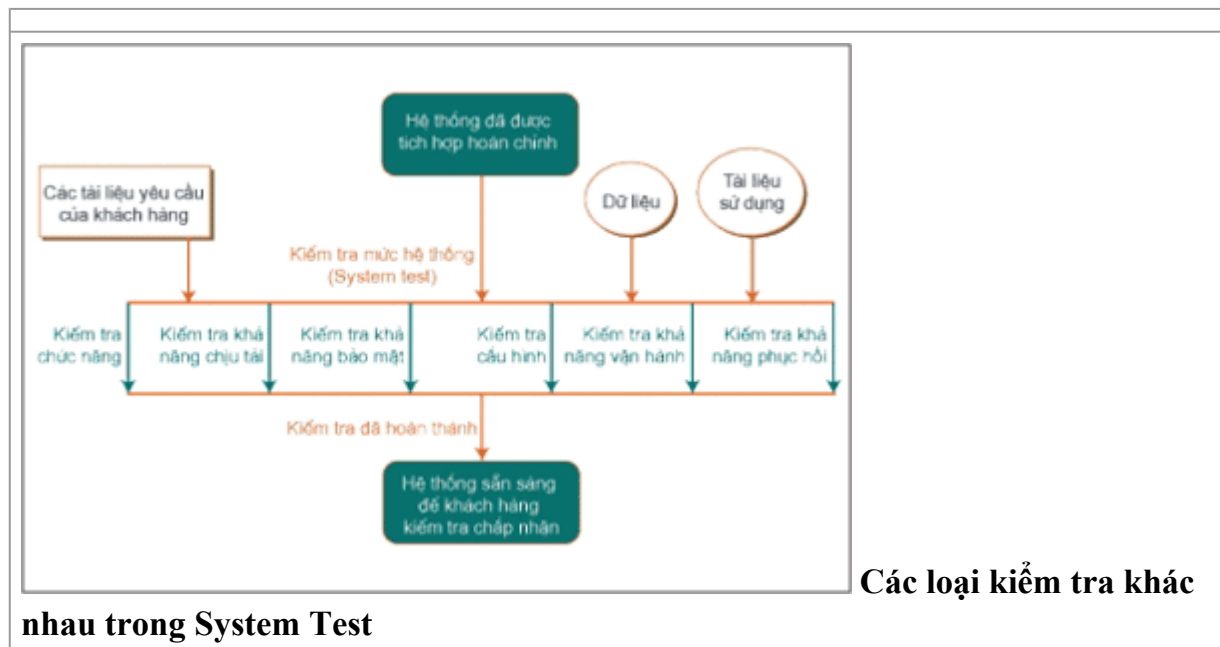 Hệ thống đã được
tích hợp hoàn chỉnh
Các tài liệu yêu cầu
của khách hàng
Dữ liệu
Tài liệu
sử dụng
Kiểm tra mức hệ thống
(System test)
Kiểm tra
chức năng
Kiểm tra khả
năng chịu tải
Kiểm tra khả
năng bảo mật
Kiểm tra
cấu hình
Kiểm tra khả
năng vận hành
Kiểm tra khả
năng phục hồi
Kiểm tra đã hoàn thành
Hệ thống sẵn sàng
để khách hàng
kiểm tra chấp nhận
Các loại kiểm tra khác
nhau trong System Test